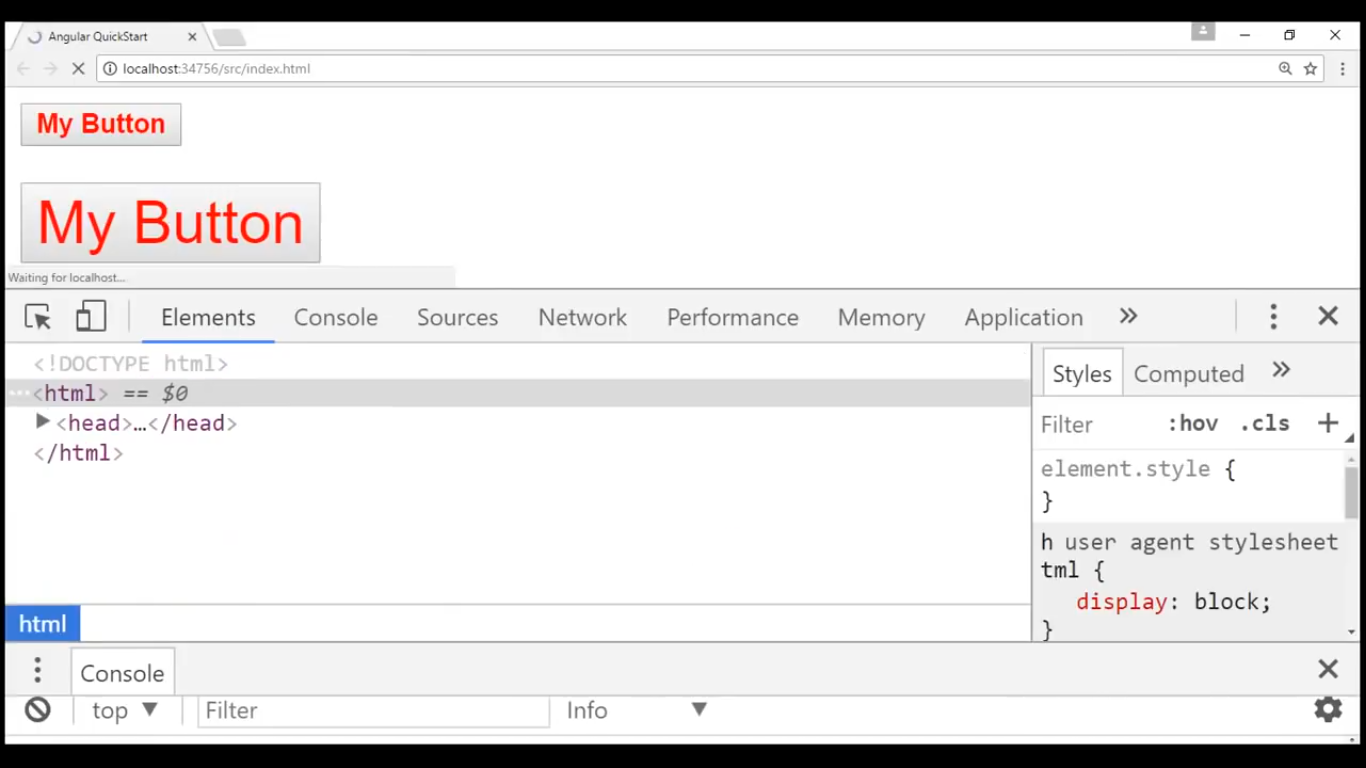 Angular QuickStart
localhost:34756/src/index.html
My Button
My Button
Waiting for localhost...
Elements Console Sources Network Performance Memory Application »
<!DOCTYPE html>
···<html> == $0
▶<head>…</head>
</html>
html
Styles Computed »
Filter :hov .cls +
element.style {
}
h user agent stylesheet
tml {
display: block;
}
Console
top ▼ Filter Info ▼